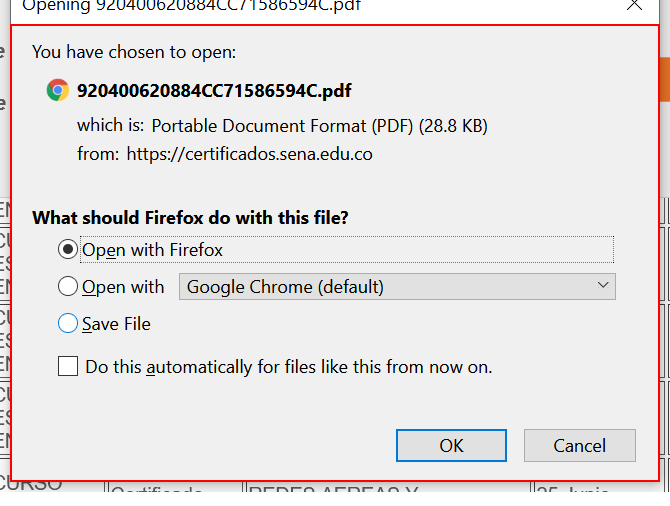 Opening 920400620884CC71586594C.pdf
You have chosen to open:
920400620884CC71586594C.pdf
which is: Portable Document Format (PDF) (28.8 KB)
from: https://certificados.sena.edu.co
What should Firefox do with this file?
Open with Firefox
Open with Google Chrome (default)
Save File
Do this automatically for files like this from now on.
OK Cancel
CURSO Certificado REDES AEREAS Y 25 Junio